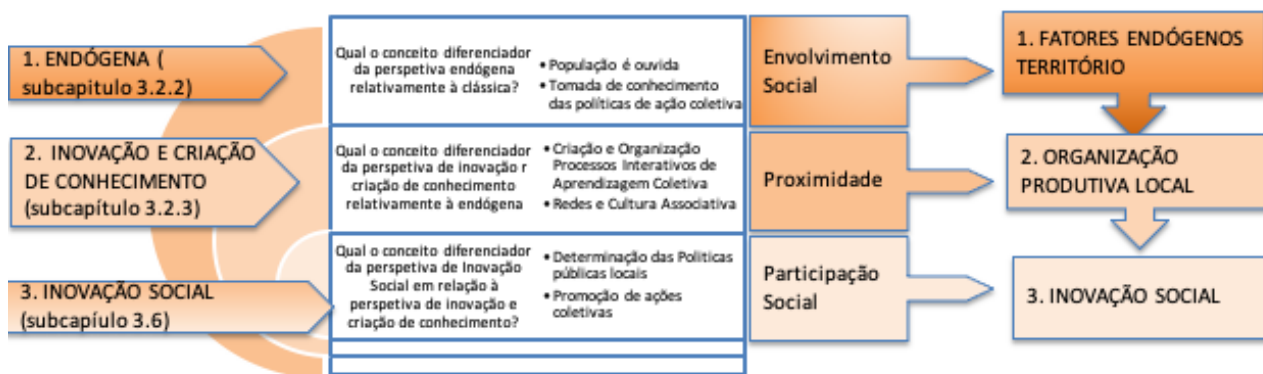 1. ENDÓGENA (
subcapitulo 3.2.2)
Qual o conceito diferenciador
da perspetiva endógena
relativamente à clássica?
• População é ouvida
• Tomada de conhecimento
das políticas de ação coletiva
Envolvimento
Social
1. FATORES ENDÓGENOS
TERRITÓRIO
2. INOVAÇÃO E CRIAÇÃO
DE CONHECIMENTO
(subcapítulo 3.2.3)
Qual o conceito diferenciador
da perspetiva de inovação r
criação de conhecimento
relativamente à endógena
• Criação e Organização
Processos Interativos de
Aprendizagem Coletiva
• Redes e Cultura Associativa
Proximidade
2. ORGANIZAÇÃO
PRODUTIVA LOCAL
3. INOVAÇÃO SOCIAL
(subcapíulo 3.6)
Qual o conceito diferenciador
da perspetiva de Inovação
Social em relação à
perspetiva de inovação e
criação de conhecimento?
• Determinação das Politicas
públicas locais
• Promoção de ações
coletivas
Participação
Social
3. INOVAÇÃO SOCIAL